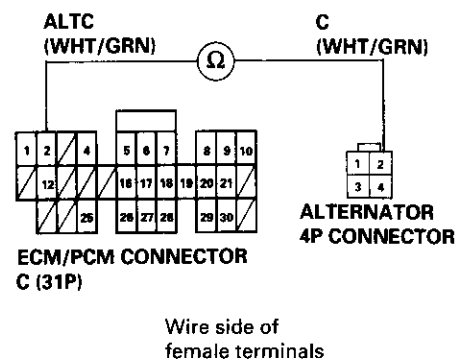 ALTC
(WHT/GRN)
C
(WHT/GRN)
Ω
1 2 4 5 6 7 8 9 10
12 16 17 18 19 20 21
25 26 27 28 29 30
1 2
3 4
ECM/PCM CONNECTOR
C (31P)
ALTERNATOR
4P CONNECTOR
Wire side of
female terminals